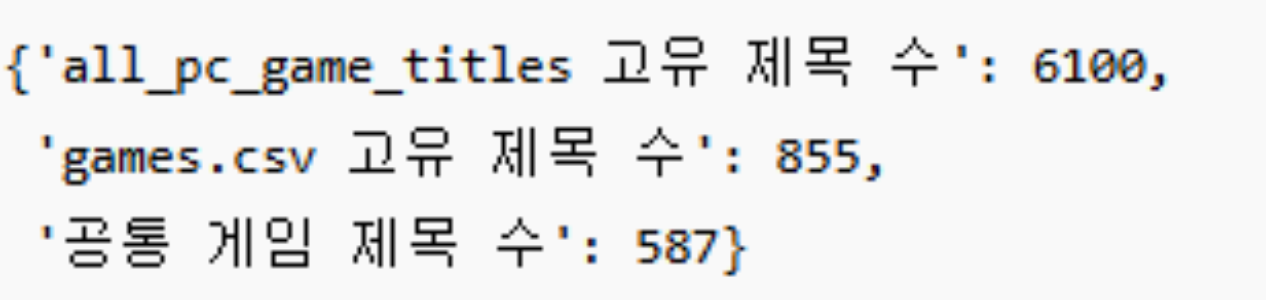 {'all_pc_game_titles 고유 제목 수': 6100,
'games.csv 고유 제목 수': 855,
'공통 게임 제목 수': 587}